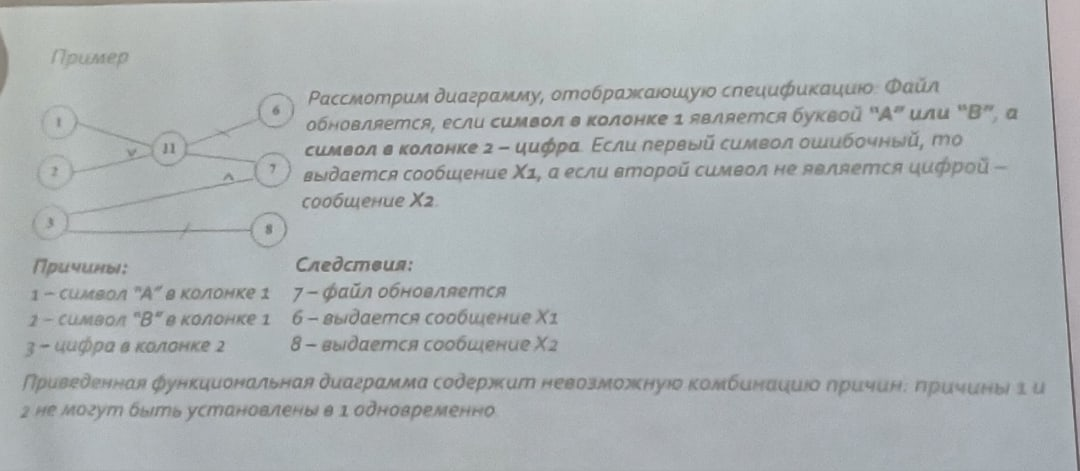 Пример
Рассмотрим диаграмму, отображающую спецификацию: Файл
обновляется, если символ в колонке 1 является буквой "А" или "В", а
символ в колонке 2 – цифра. Если первый символ ошибочный, то
выдается сообщение X1, а если второй символ не является цифрой –
сообщение X2.
1
2
3
11
6
7
8
V
^
Причины:
1 – символ "А" в колонке 1
2 – символ "В" в колонке 1
3 – цифра в колонке 2
Следствия:
7 – файл обновляется
6 – выдается сообщение X1
8 – выдается сообщение X2
Приведенная функциональная диаграмма содержит невозможную комбинацию причин: причины 1 и
2 не могут быть установлены в 1 одновременно.